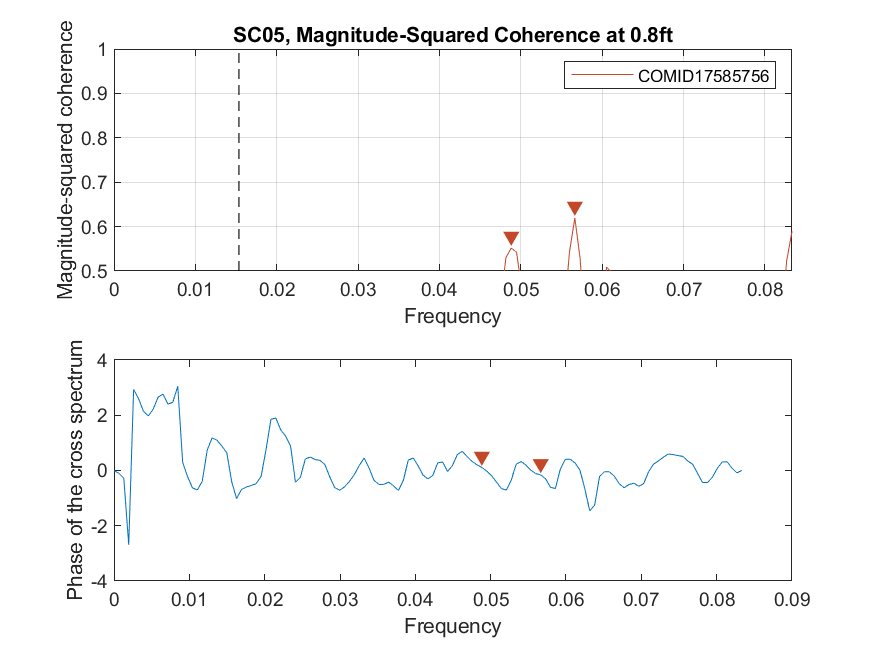 SC05, Magnitude-Squared Coherence at 0.8ft
Magnitude-squared coherence
1
0.9
0.8
0.7
0.6
0.5
COMID17585756
0 0.01 0.02 0.03 0.04 0.05 0.06 0.07 0.08
Frequency
Phase of the cross spectrum
4
2
0
-2
-4
0 0.01 0.02 0.03 0.04 0.05 0.06 0.07 0.08 0.09
Frequency